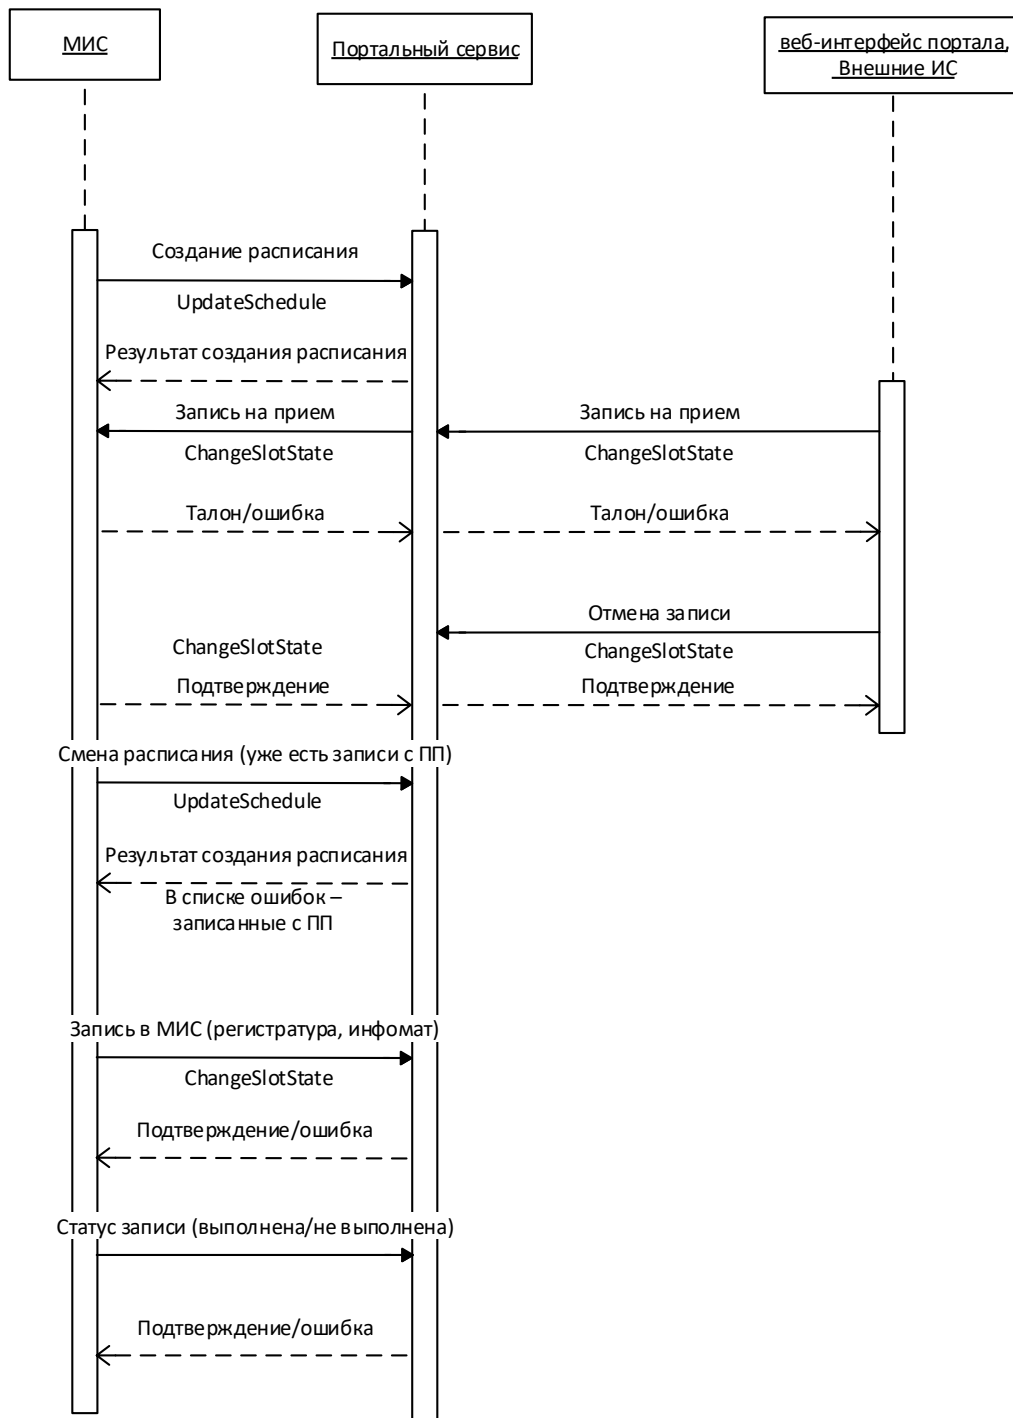 МИС
Портальный сервис
веб-интерфейс портала,
Внешние ИС
Создание расписания
UpdateSchedule
Результат создания расписания
Запись на прием
ChangeSlotState
Запись на прием
ChangeSlotState
Талон/ошибка
Талон/ошибка
Отмена записи
ChangeSlotState
ChangeSlotState
Подтверждение
Подтверждение
Смена расписания (уже есть записи с ПП)
UpdateSchedule
Результат создания расписания
В списке ошибок –
записанные с ПП
Запись в МИС (регистратура, инфомат)
ChangeSlotState
Подтверждение/ошибка
Статус записи (выполнена/не выполнена)
Подтверждение/ошибка